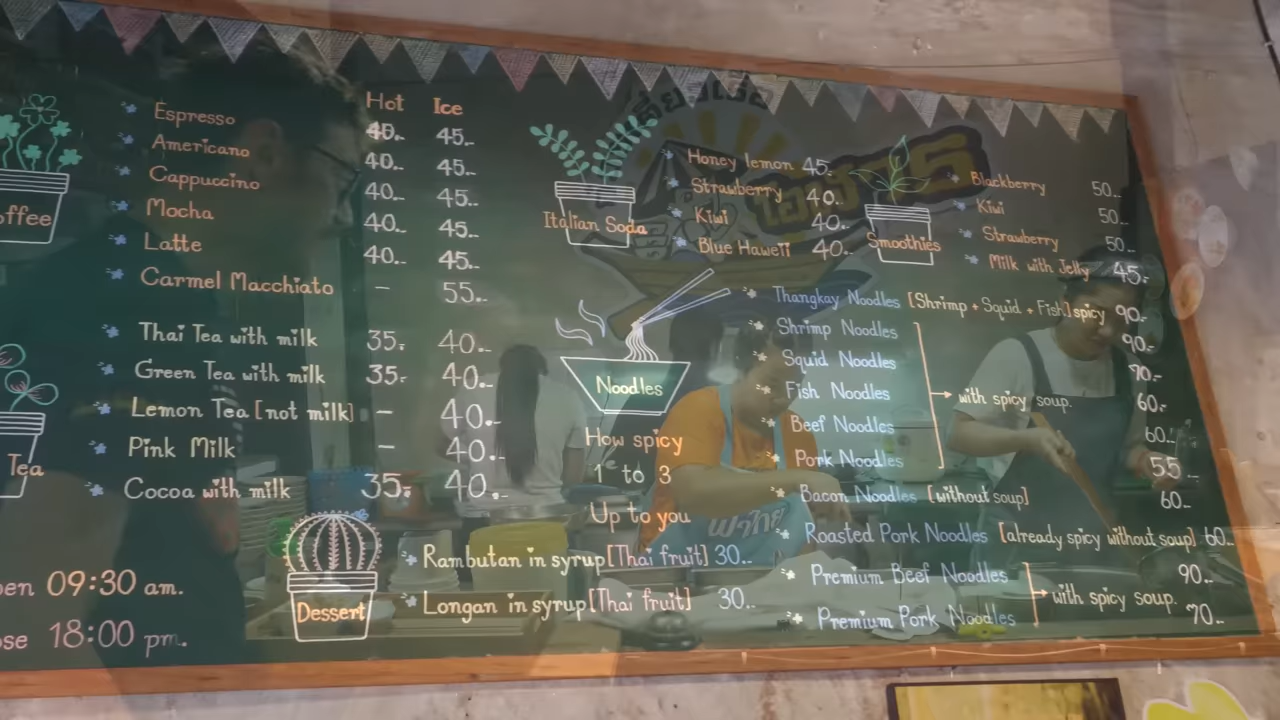 Hot Ice
Espresso 40.- 45.-
Americano 40.- 45.-
Cappuccino 40.- 45.-
Mocha 40.- 45.-
Latte 40.- 45.-
Carmel Macchiato - 55.-
offee
Thai Tea with milk 35.- 40.-
Green Tea with milk 35.- 40.-
Lemon Tea [not milk] - 40.-
Pink Milk - 40.-
Cocoa with milk 35.- 40.-
Tea
en 09:30 am.
ose 18:00 pm.
Dessert
Rambutan in syrup [Thai fruit] 30.-
Longan in syrup [Thai fruit] 30.-
Italian Soda
Honey lemon 45.-
Strawberry 40.-
Kiwi 40.-
Blue Haweii 40.-
Smoothies
Blackberry 50.-
Kiwi 50.-
Strawberry 50.-
Milk with Jelly 45.-
Noodles
How spicy
1 to 3
Up to you
Thangkay Noodles [Shrimp + Squid + Fish] spicy 90.-
Shrimp Noodles 90.-
Squid Noodles 70.-
Fish Noodles 60.-
with spicy soup.
Beef Noodles 60.-
Pork Noodles 55.-
Bacon Noodles [without soup] 60.-
Roasted Pork Noodles [already spicy without soup] 60.-
Premium Beef Noodles 90.-
with spicy soup.
Premium Pork Noodles 70.-
ผัดไทย